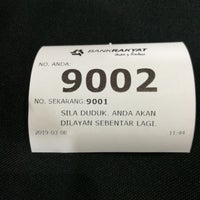 BANKRAKYAT
NO. ANDA:
9002
NO. SEKARANG: 9001
SILA DUDUK. ANDA AKAN
DILAYAN SEBENTAR LAGI.
2019-03-08 11:44